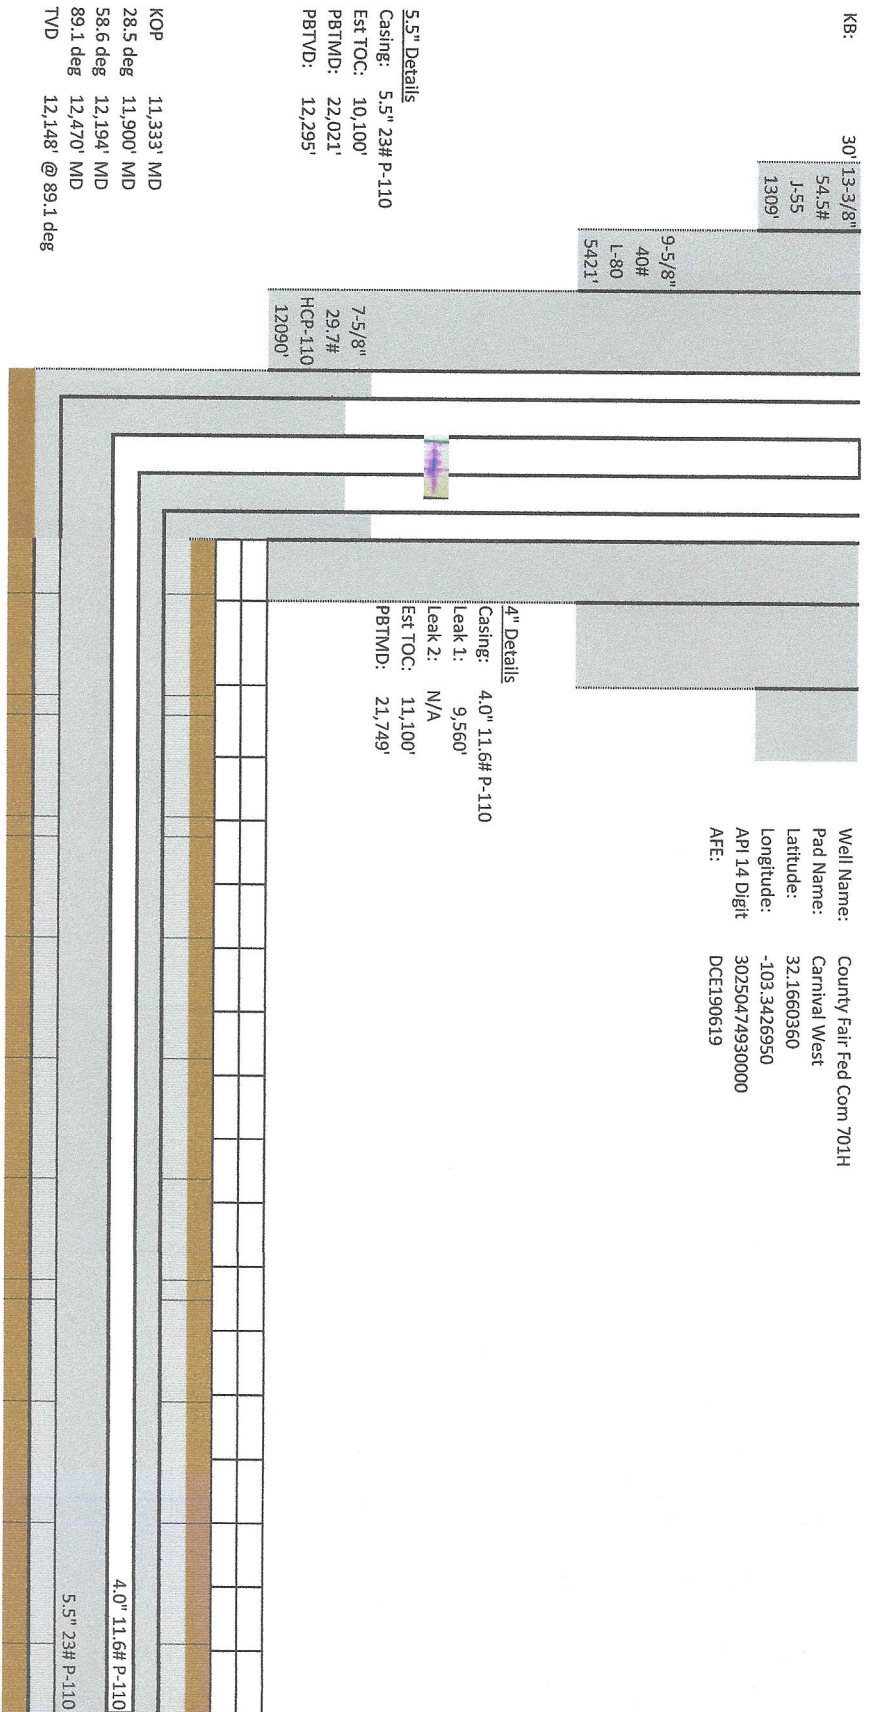 KB: 30'
13-3/8"
54.5#
J-55
1309'
9-5/8"
40#
L-80
5421'
7-5/8"
29.7#
HCP-110
12090'
5.5" Details
Casing: 5.5" 23# P-110
Est TOC: 10,100'
PBTMD: 22,021'
PBTVD: 12,295'
KOP 11,333' MD
28.5 deg 11,900' MD
58.6 deg 12,194' MD
89.1 deg 12,470' MD
TVD 12,148' @ 89.1 deg
4" Details
Casing: 4.0" 11.6# P-110
Leak 1: 9,560'
Leak 2: N/A
Est TOC: 11,100'
PBTMD: 21,749'
Well Name: County Fair Fed Com 701H
Pad Name: Carnival West
Latitude: 32.1660360
Longitude: -103.3426950
API 14 Digit 30250474930000
AFE: DCE190619
4.0" 11.6# P-110
5.5" 23# P-110